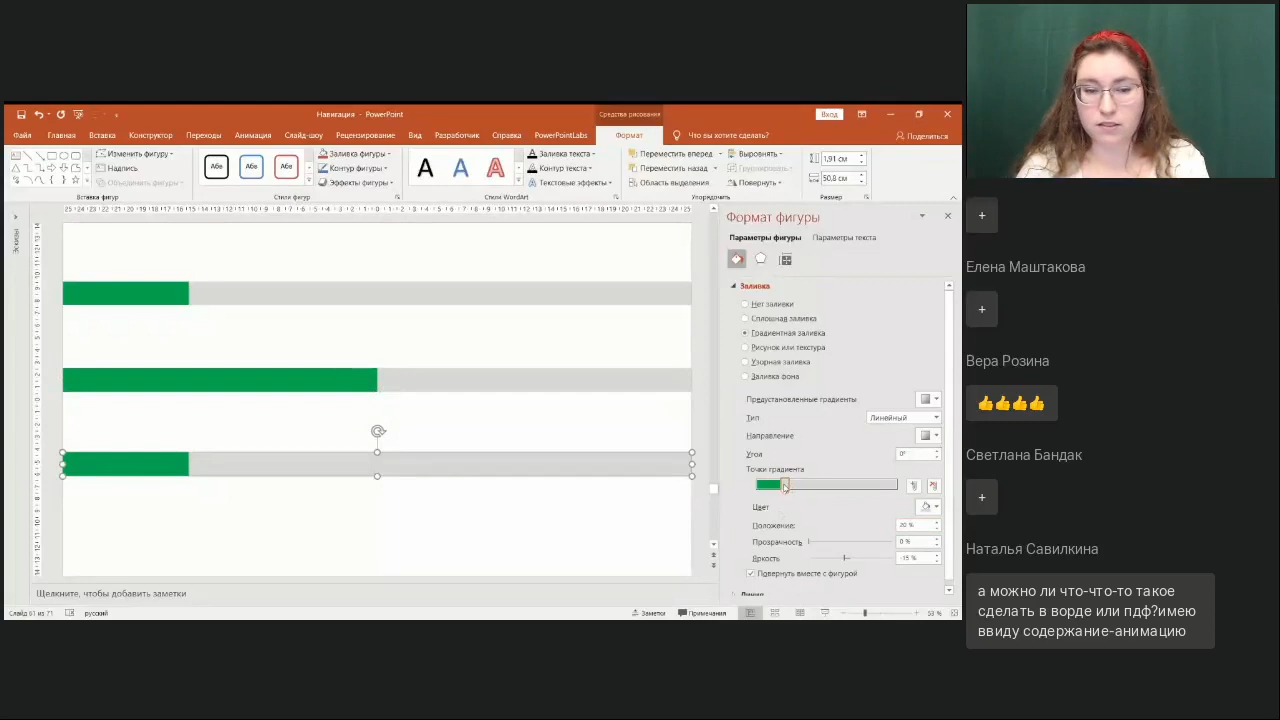 Навигация - PowerPoint
Средства рисования
Вход
Файл Главная Вставка Конструктор Переходы Анимация Слайд-шоу Рецензирование Вид Разработчик Справка PowerPointLabs Формат Что вы хотите сделать? Поделиться
Изменить фигуру
Надпись
Объединить фигуры
Вставка фигур
Абв Абв Абв
Заливка фигуры
Контур фигуры
Эффекты фигуры
Стили фигур
A A A
Заливка текста
Контур текста
Текстовые эффекты
Стили WordArt
Переместить вперед
Переместить назад
Область выделения
Выровнять
Группировать
Повернуть
Упорядочить
1,91 см
50,8 см
Размер
Эскизы
Формат фигуры
Параметры фигуры Параметры текста
Заливка
Нет заливки
Сплошная заливка
Градиентная заливка
Рисунок или текстура
Узорная заливка
Заливка фона
Предустановленные градиенты
Тип Линейный
Направление
Угол 0°
Точки градиента
Цвет
Положение: 20 %
Прозрачность 0 %
Яркость -15 %
Повернуть вместе с фигурой
Линия
Щелкните, чтобы добавить заметки
Слайд 61 из 71 русский Заметки Примечания 53 %
+
Елена Маштакова
+
Вера Розина
👍👍👍👍
Светлана Бандак
+
Наталья Савилкина
а можно ли что-что-то такое
сделать в ворде или пдф?имею
ввиду содержание-анимацию